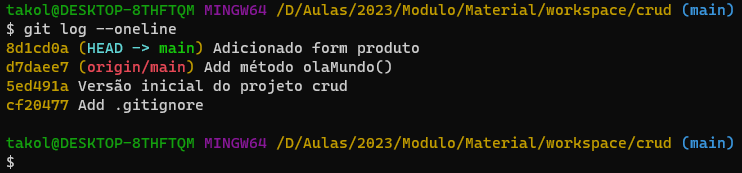 takol@DESKTOP-8THFTQM MINGW64 /D/Aulas/2023/Modulo/Material/workspace/crud (main)
$ git log --oneline
8d1cd0a (HEAD -> main) Adicionado form produto
d7daee7 (origin/main) Add método olaMundo()
5ed491a Versão inicial do projeto crud
cf20477 Add .gitignore
takol@DESKTOP-8THFTQM MINGW64 /D/Aulas/2023/Modulo/Material/workspace/crud (main)
$